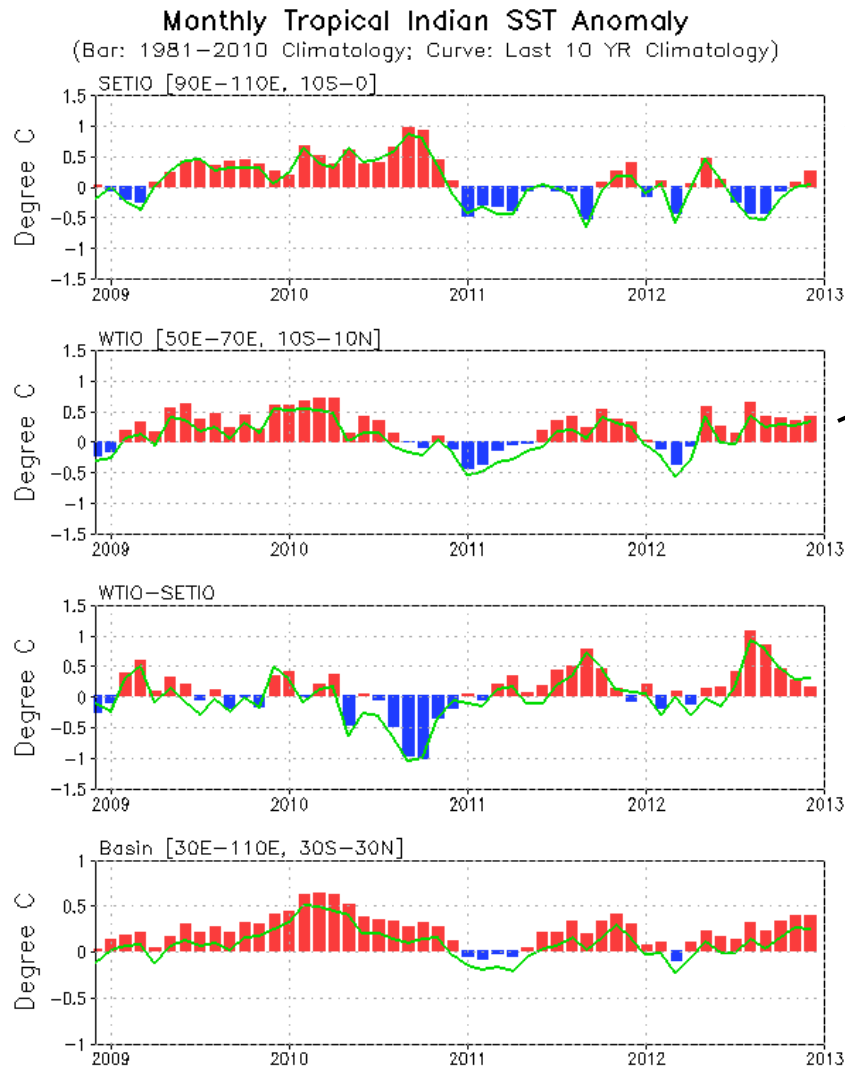 Monthly Tropical Indian SST Anomaly
(Bar: 1981-2010 Climatology; Curve: Last 10 YR Climatology)
SETIO [90E-110E, 10S-0]
Degree C
1.5
1
0.5
0
-0.5
-1
-1.5
2009 2010 2011 2012 2013
WTIO [50E-70E, 10S-10N]
Degree C
1.5
1
0.5
0
-0.5
-1
-1.5
2009 2010 2011 2012 2013
WTIO-SETIO
Degree C
1.5
1
0.5
0
-0.5
-1
-1.5
2009 2010 2011 2012 2013
Basin [30E-110E, 30S-30N]
Degree C
1
0.5
0
-0.5
-1
2009 2010 2011 2012 2013